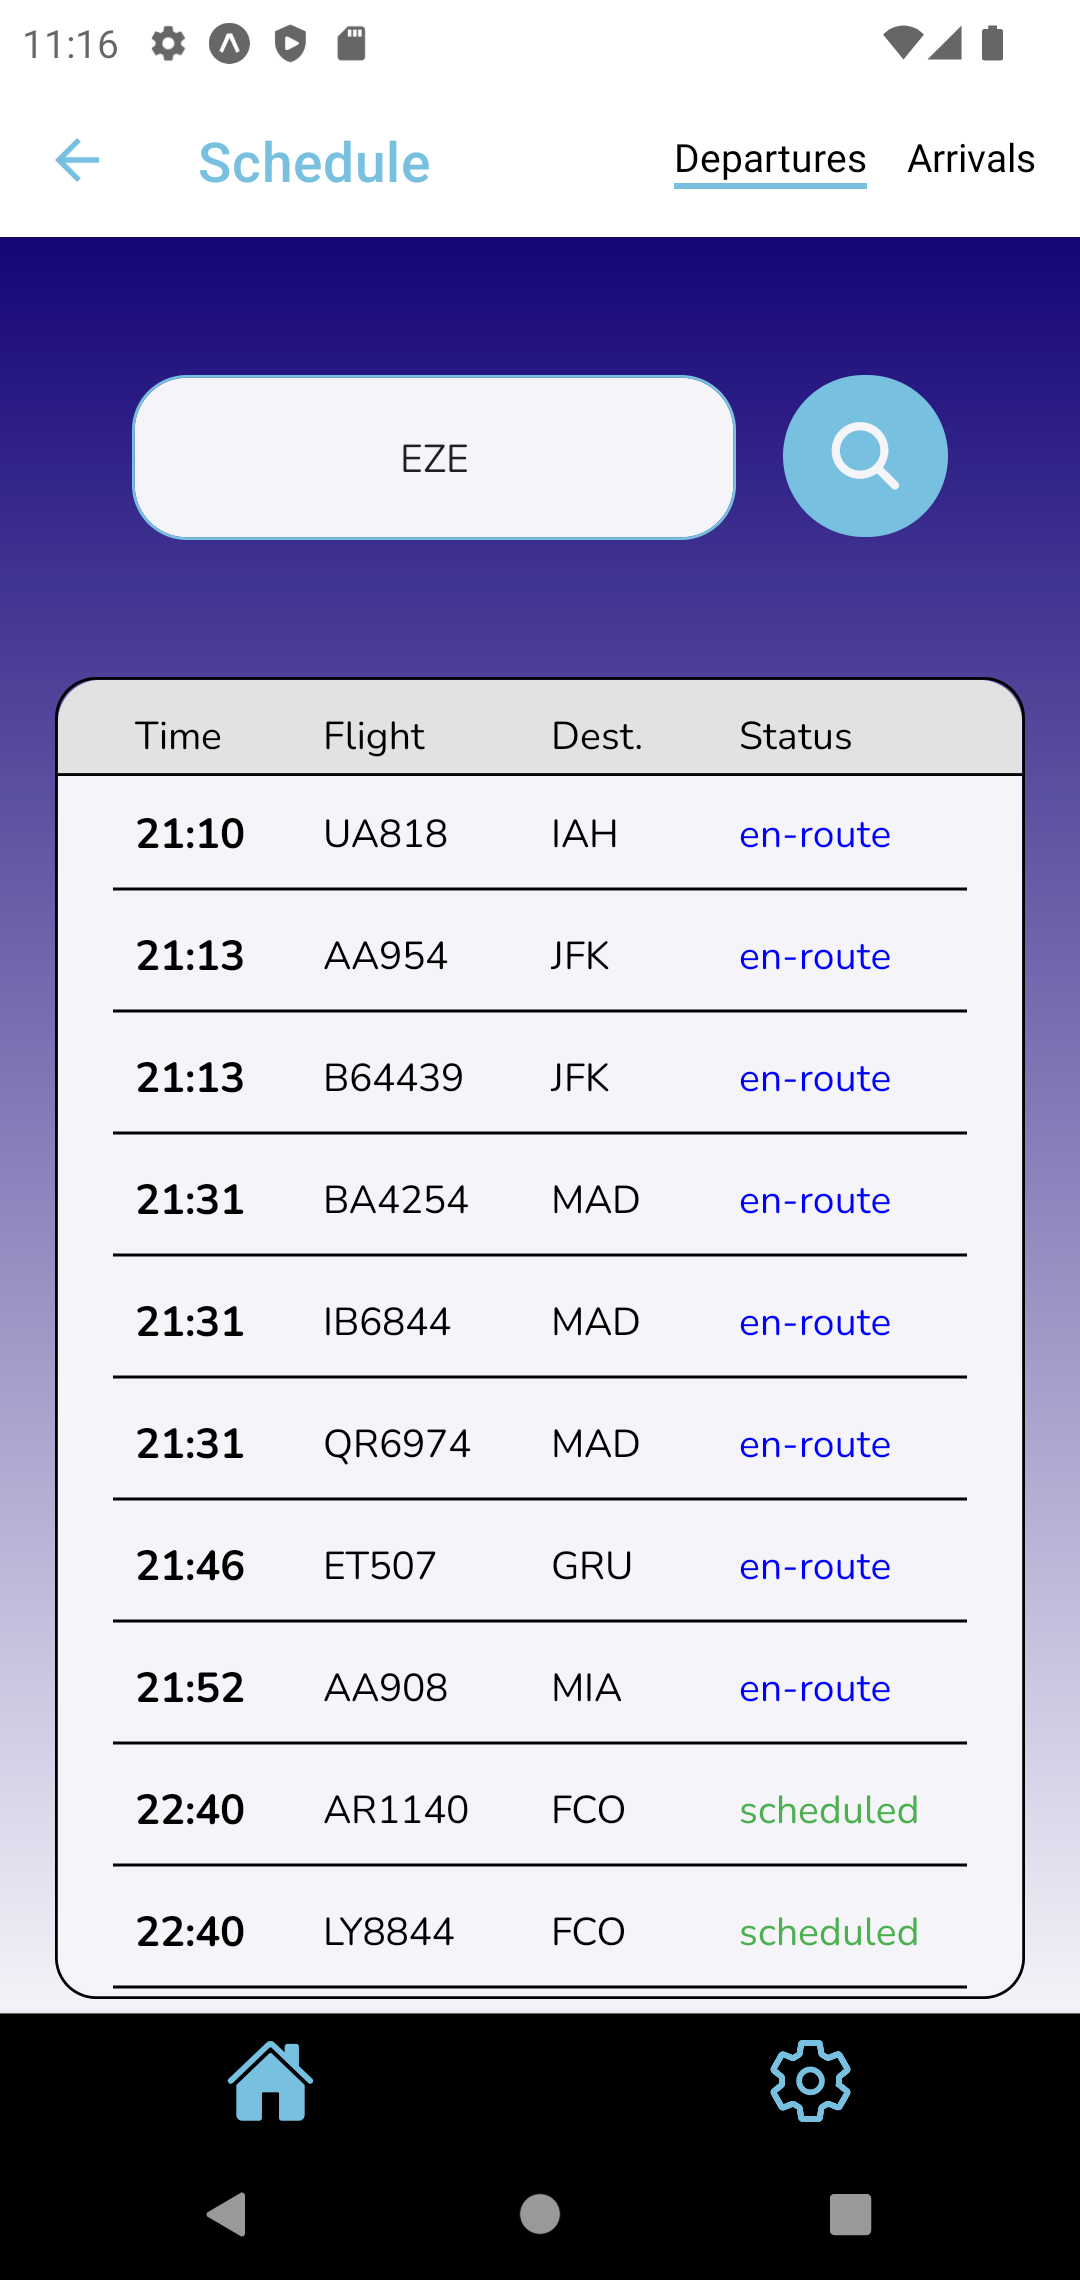 11:16
Schedule Departures Arrivals
EZE
Time Flight Dest. Status
21:10 UA818 IAH en-route
21:13 AA954 JFK en-route
21:13 B64439 JFK en-route
21:31 BA4254 MAD en-route
21:31 IB6844 MAD en-route
21:31 QR6974 MAD en-route
21:46 ET507 GRU en-route
21:52 AA908 MIA en-route
22:40 AR1140 FCO scheduled
22:40 LY8844 FCO scheduled